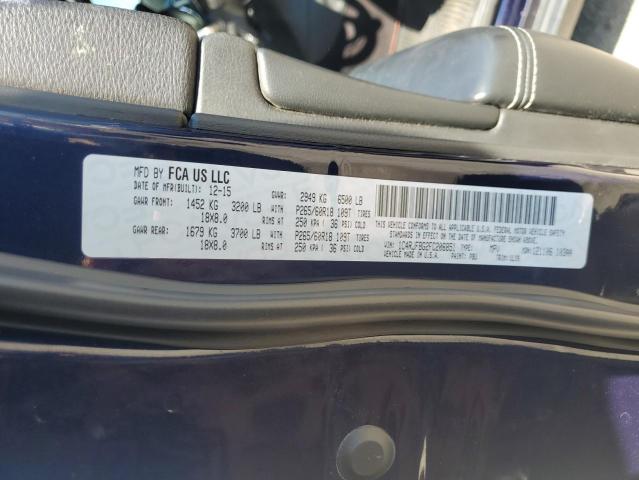 MFD BY FCA US LLC
DATE OF MFR(BUILT): 12-15 GVWR: 2949 KG 6500 LB
GAWR FRONT: 1452 KG 3200 LB WITH P265/60R18 109T TIRES
18X8.0 RIMS AT 250 KPA ( 36 PSI) COLD
GAWR REAR: 1679 KG 3700 LB WITH P265/60R18 109T TIRES
18X8.0 RIMS AT 250 KPA ( 36 PSI) COLD
THIS VEHICLE CONFORMS TO ALL APPLICABLE U.S.A. FEDERAL MOTOR VEHICLE SAFETY
STANDARDS IN EFFECT ON THE DATE OF MANUFACTURE SHOWN ABOVE.
VIN: TYPE: MPV MDH:
VEHICLE MADE IN U.S.A. PAINT: PBU TRIM: